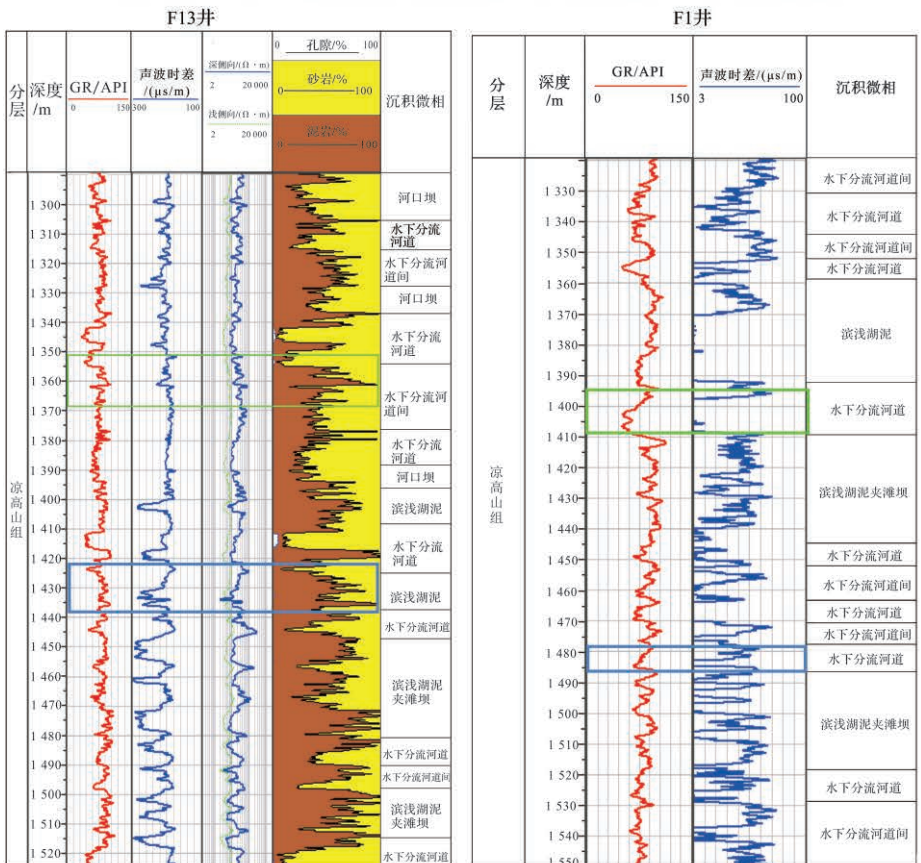 F13井
分层
深度
/m
GR/API
0 150
声波时差
/(μs/m)
300 100
深侧向/(Ω·m)
2 20 000
浅侧向/(Ω·m)
2 20 000
0 孔隙/% 100
砂岩/%
0 100
泥岩/%
0 100
沉积微相
凉高山组
1 300
1 310
1 320
1 330
1 340
1 350
1 360
1 370
1 380
1 390
1 400
1 410
1 420
1 430
1 440
1 450
1 460
1 470
1 480
1 490
1 500
1 510
1 520
河口坝
水下分流
河道
水下分流河
道间
河口坝
水下分流
河道
水下分流河
道间
水下分流
河道
河口坝
滨浅湖泥
水下分流
河道
滨浅湖泥
水下分流河道
滨浅湖泥
夹滩坝
水下分流河道
水下分流河道间
滨浅湖泥
夹滩坝
水下分流河道
F1井
分层
深度
/m
GR/API
0 150
声波时差/(μs/m)
3 100
沉积微相
凉高山组
1 330
1 340
1 350
1 360
1 370
1 380
1 390
1 400
1 410
1 420
1 430
1 440
1 450
1 460
1 470
1 480
1 490
1 500
1 510
1 520
1 530
1 540
1 550
水下分流河道间
水下分流河道
水下分流河道间
水下分流河道
滨浅湖泥
水下分流河道
滨浅湖泥夹滩坝
水下分流河道
水下分流河道间
水下分流河道
水下分流河道间
水下分流河道
滨浅湖泥夹滩坝
水下分流河道
水下分流河道间